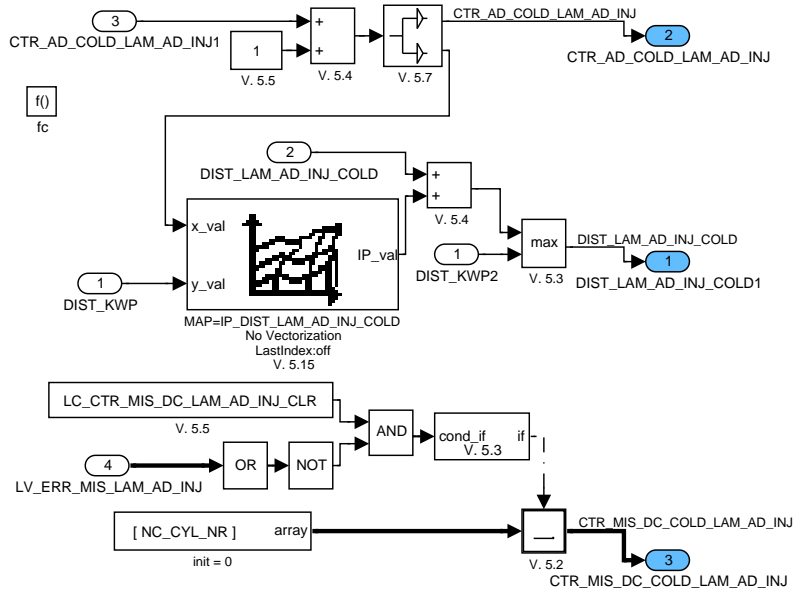 3
CTR_AD_COLD_LAM_AD_INJ1
1
V. 5.5
+
+
V. 5.4
V. 5.7
CTR_AD_COLD_LAM_AD_INJ
2
CTR_AD_COLD_LAM_AD_INJ
f()
fc
2
DIST_LAM_AD_INJ_COLD
+
+
V. 5.4
x_val
y_val
IP_val
1
DIST_KWP
MAP=IP_DIST_LAM_AD_INJ_COLD
No Vectorization
LastIndex:off
V. 5.15
1
DIST_KWP2
max
V. 5.3
DIST_LAM_AD_INJ_COLD
1
DIST_LAM_AD_INJ_COLD1
LC_CTR_MIS_DC_LAM_AD_INJ_CLR
V. 5.5
4
LV_ERR_MIS_LAM_AD_INJ
OR
NOT
AND
cond_if
if
V. 5.3
[ NC_CYL_NR ]
array
init = 0
V. 5.2
CTR_MIS_DC_COLD_LAM_AD_INJ
3
CTR_MIS_DC_COLD_LAM_AD_INJ